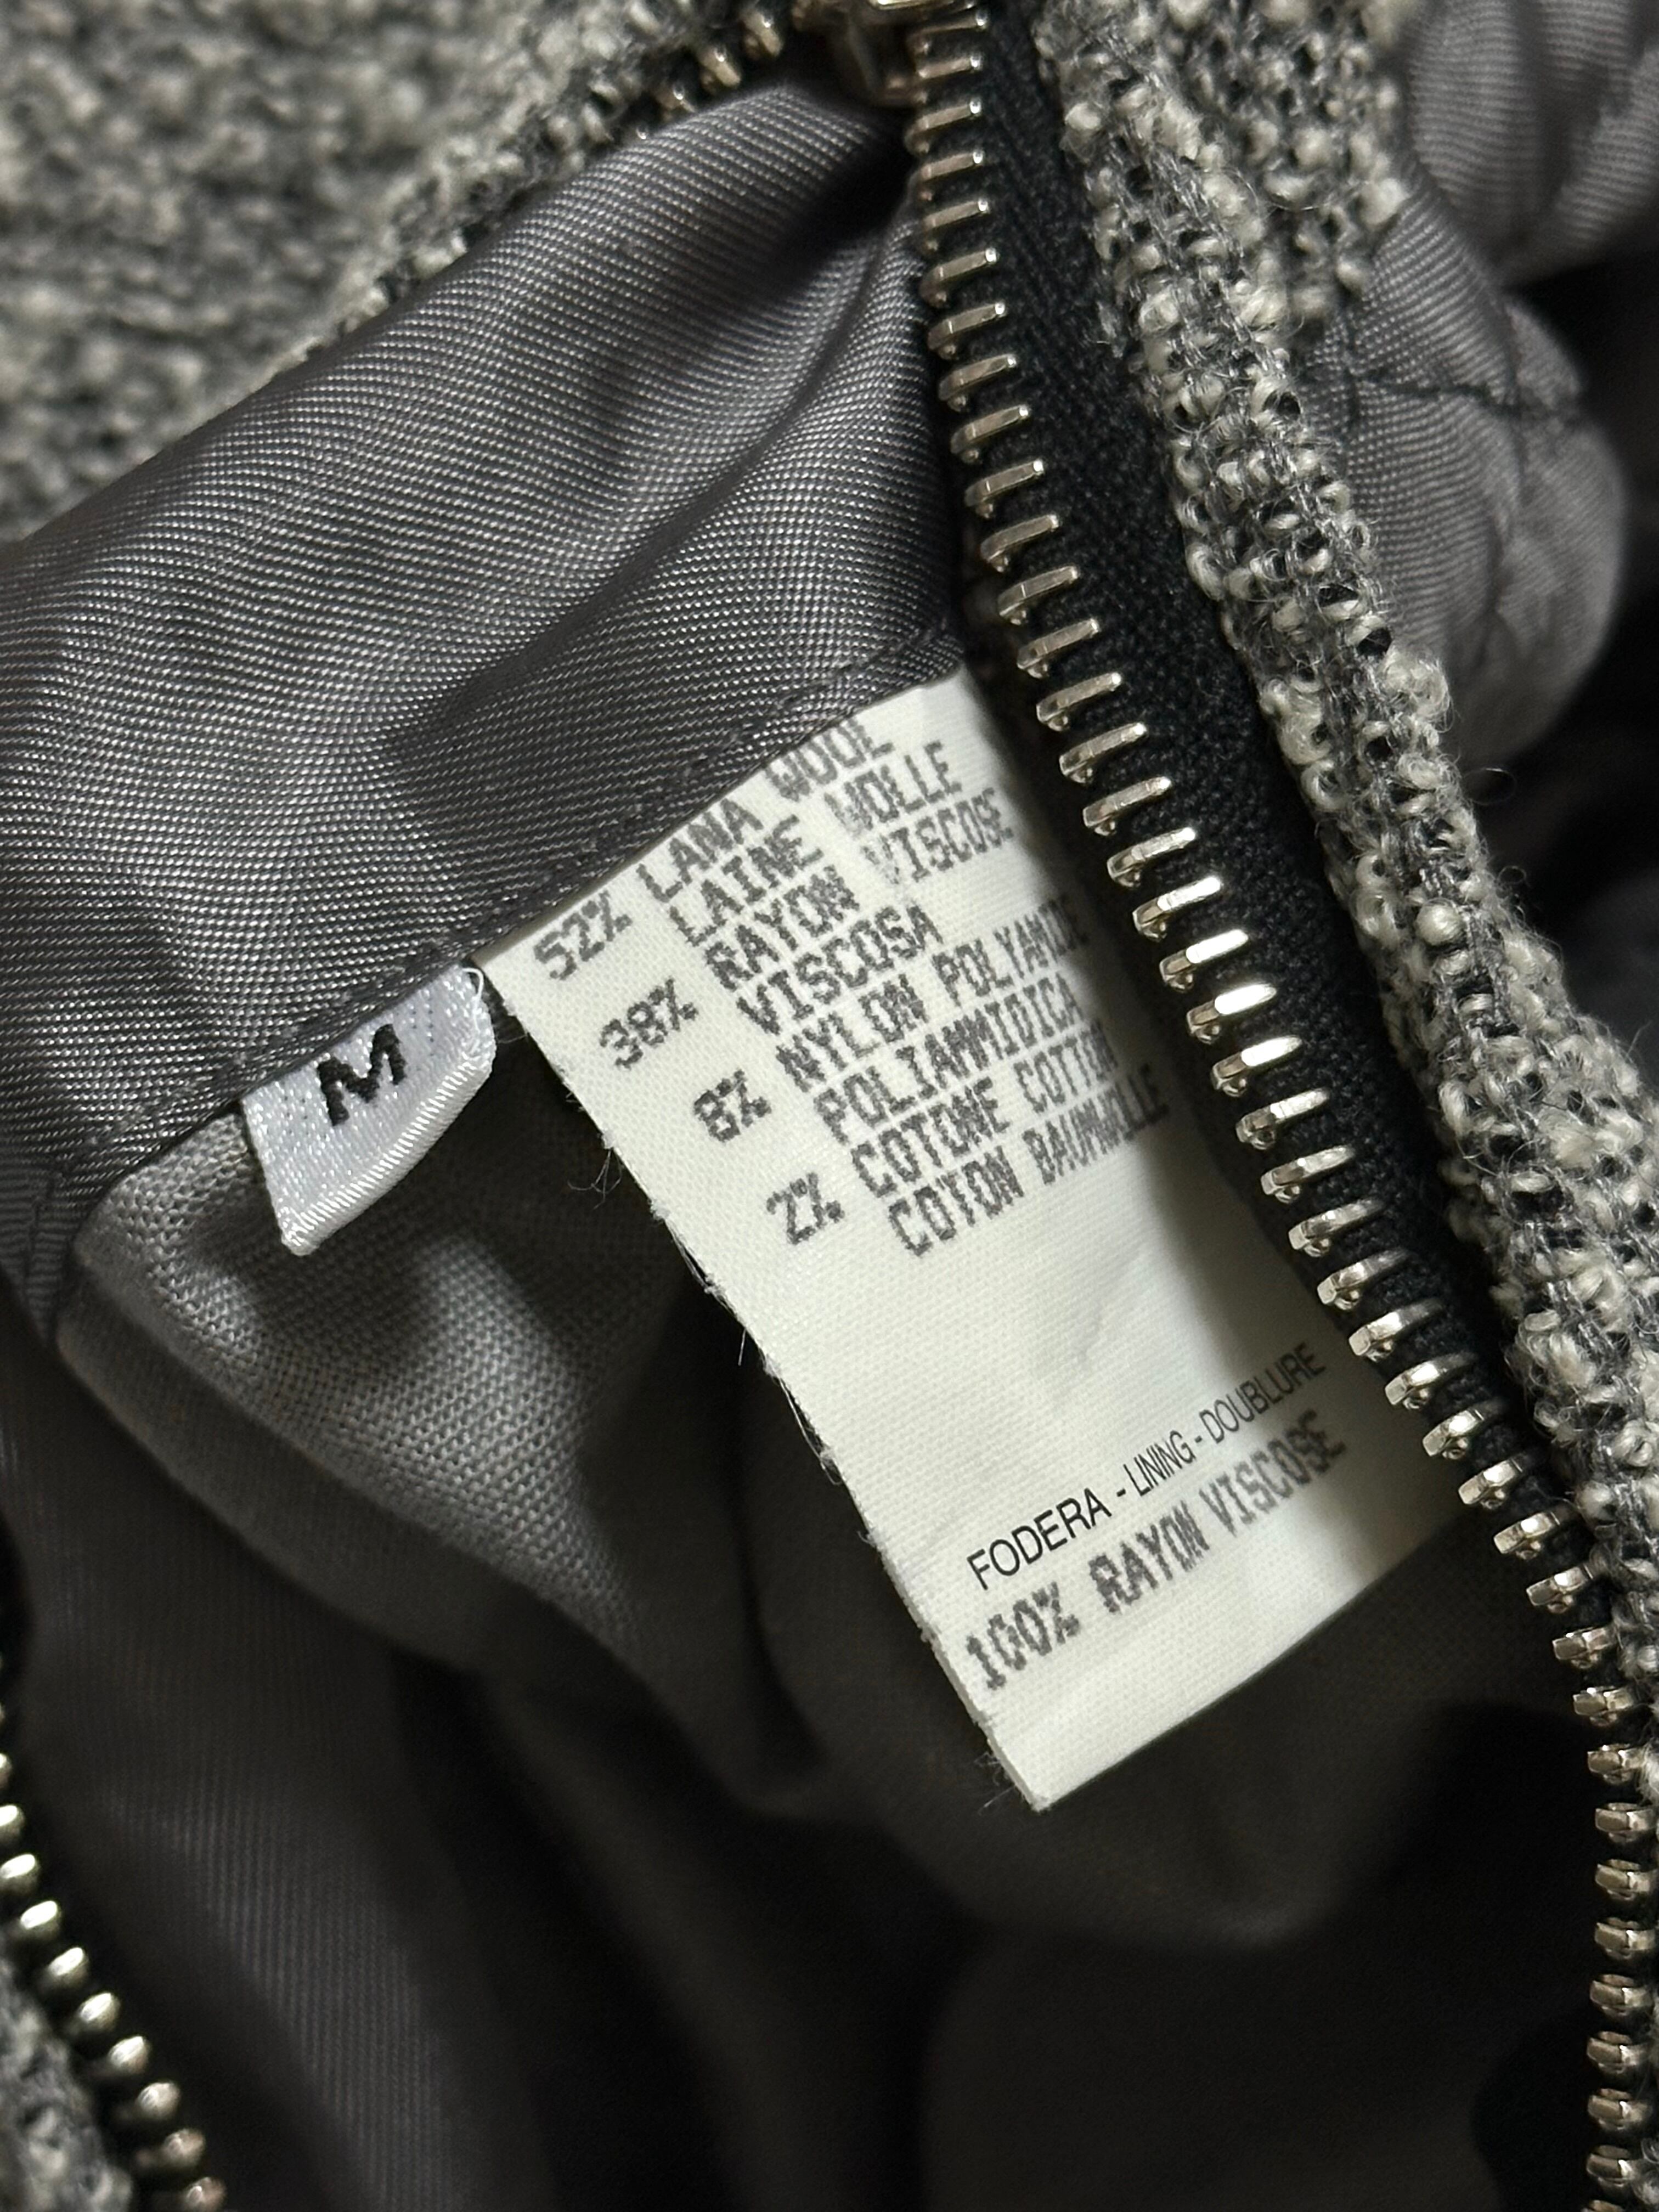 M
52% LANA WOOL
LAINE WOLLE
38% RAYON VISCOSE
VISCOSA
8% NYLON POLYAMIDE
POLIAMMIDICA
2% COTONE COTTON
COTON BAUMWOLLE
FODERA - LINING - DOUBLURE
100% RAYON VISCOSE